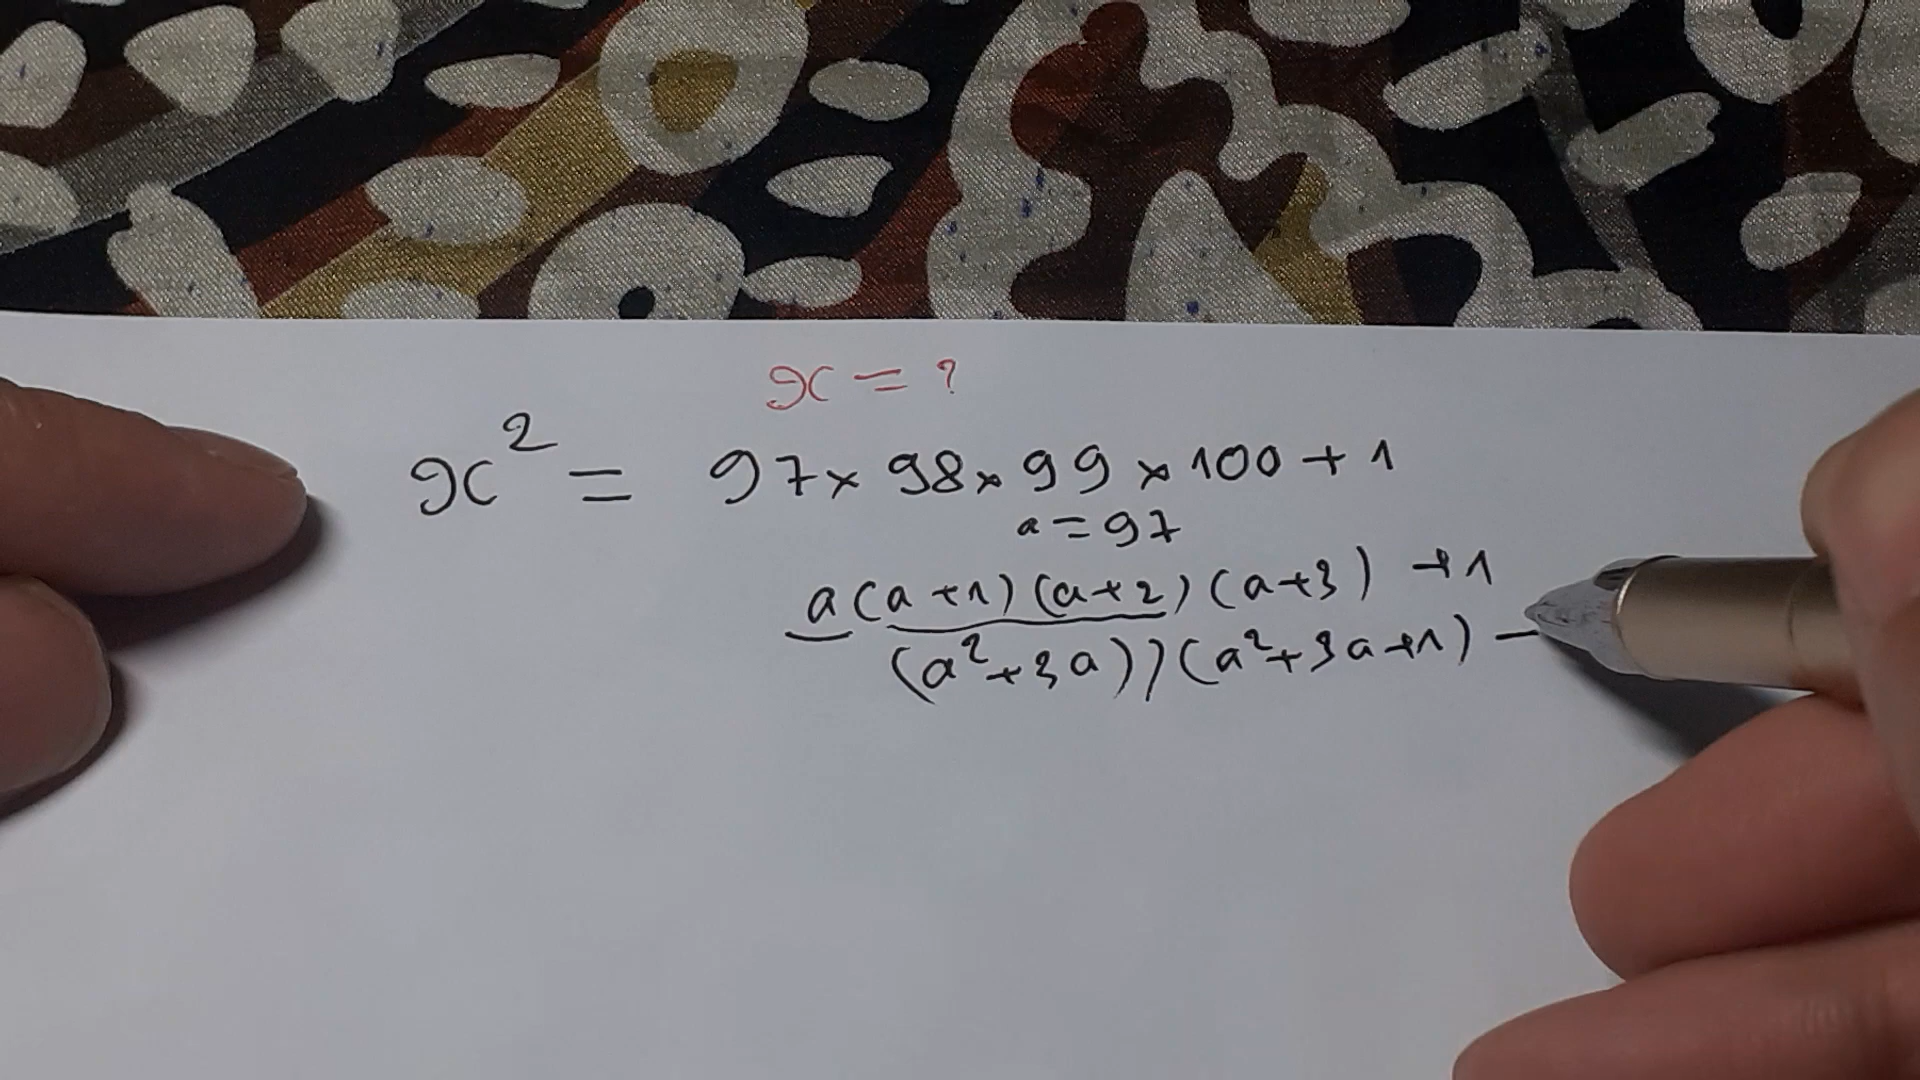 x = ?
x² = 97 × 98 × 99 × 100 + 1
a = 97
a (a + 1) (a + 2) (a + 3) + 1
(a² + 3a)) (a² + 3a + 1) –